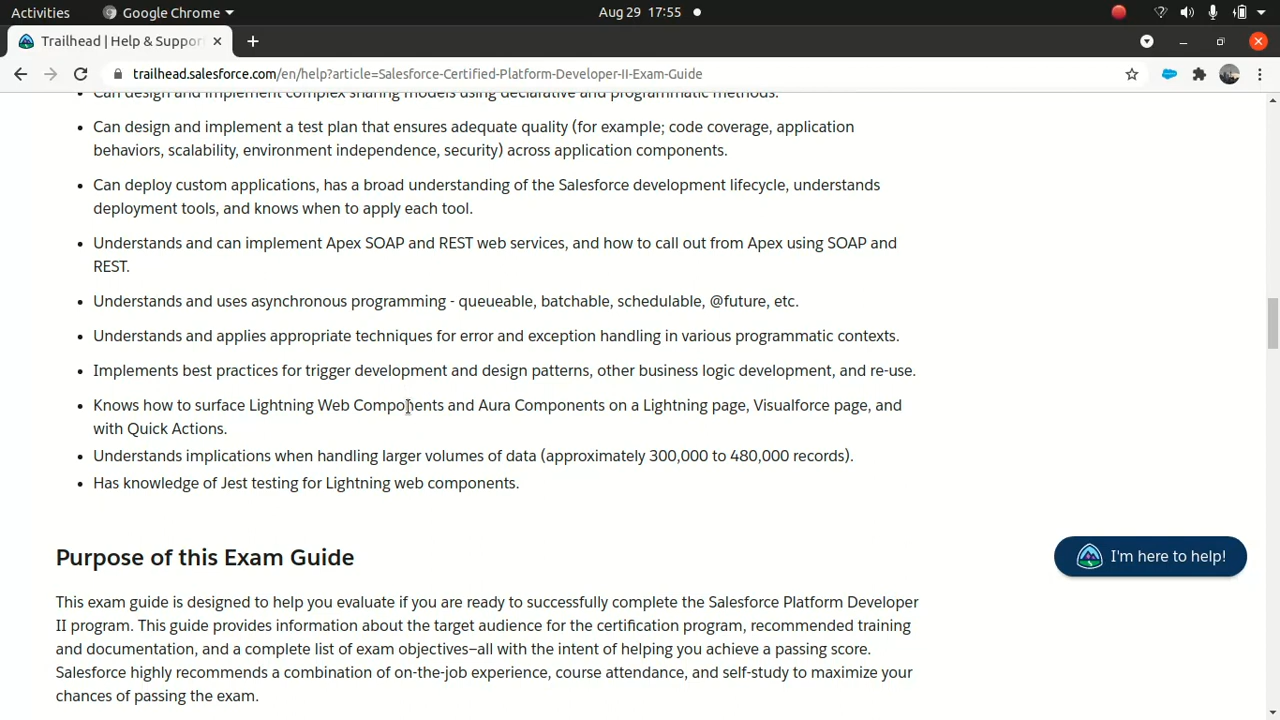 Activities
Google Chrome
Aug 29 17:55
Trailhead | Help & Suppor
trailhead.salesforce.com/en/help?article=Salesforce-Certified-Platform-Developer-II-Exam-Guide
Can design and implement complex sharing models using declarative and programmatic methods.
Can design and implement a test plan that ensures adequate quality (for example; code coverage, application
behaviors, scalability, environment independence, security) across application components.
Can deploy custom applications, has a broad understanding of the Salesforce development lifecycle, understands
deployment tools, and knows when to apply each tool.
Understands and can implement Apex SOAP and REST web services, and how to call out from Apex using SOAP and
REST.
Understands and uses asynchronous programming - queueable, batchable, schedulable, @future, etc.
Understands and applies appropriate techniques for error and exception handling in various programmatic contexts.
Implements best practices for trigger development and design patterns, other business logic development, and re-use.
Knows how to surface Lightning Web Components and Aura Components on a Lightning page, Visualforce page, and
with Quick Actions.
Understands implications when handling larger volumes of data (approximately 300,000 to 480,000 records).
Has knowledge of Jest testing for Lightning web components.
Purpose of this Exam Guide
I'm here to help!
This exam guide is designed to help you evaluate if you are ready to successfully complete the Salesforce Platform Developer
II program. This guide provides information about the target audience for the certification program, recommended training
and documentation, and a complete list of exam objectives—all with the intent of helping you achieve a passing score.
Salesforce highly recommends a combination of on-the-job experience, course attendance, and self-study to maximize your
chances of passing the exam.